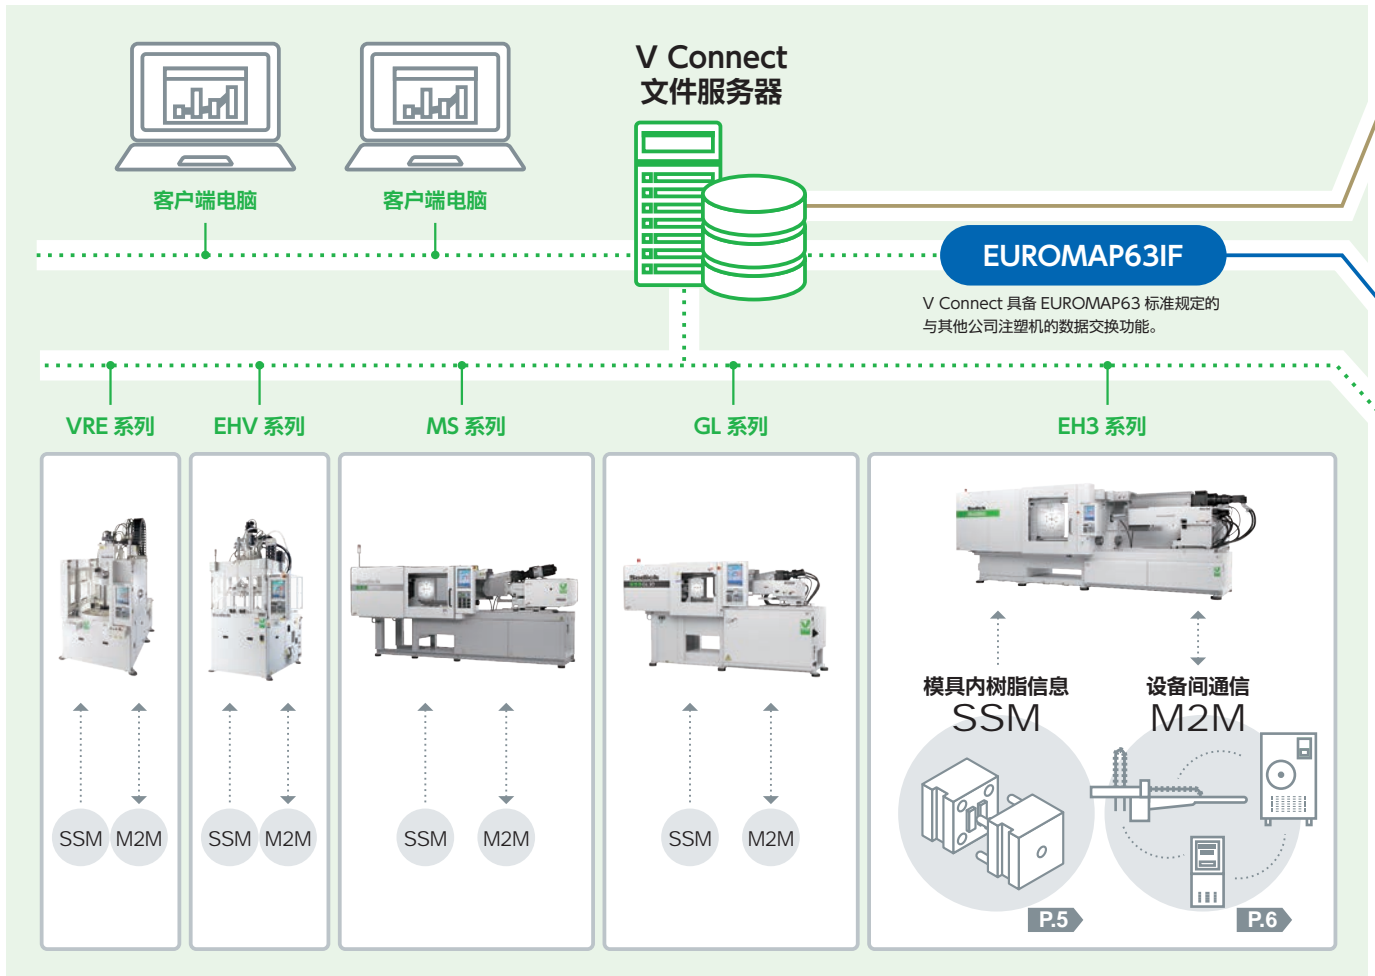 V Connect
文件服务器
客户端电脑
客户端电脑
EUROMAP63IF
V Connect 具备 EUROMAP63 标准规定的
与其他公司注塑机的数据交换功能。
VRE 系列
EHV 系列
MS 系列
GL 系列
EH3 系列
Sodick
Sodick
Sodick
模具内树脂信息
SSM
设备间通信
M2M
SSM
M2M
SSM
M2M
SSM
M2M
SSM
M2M
P.5
P.6